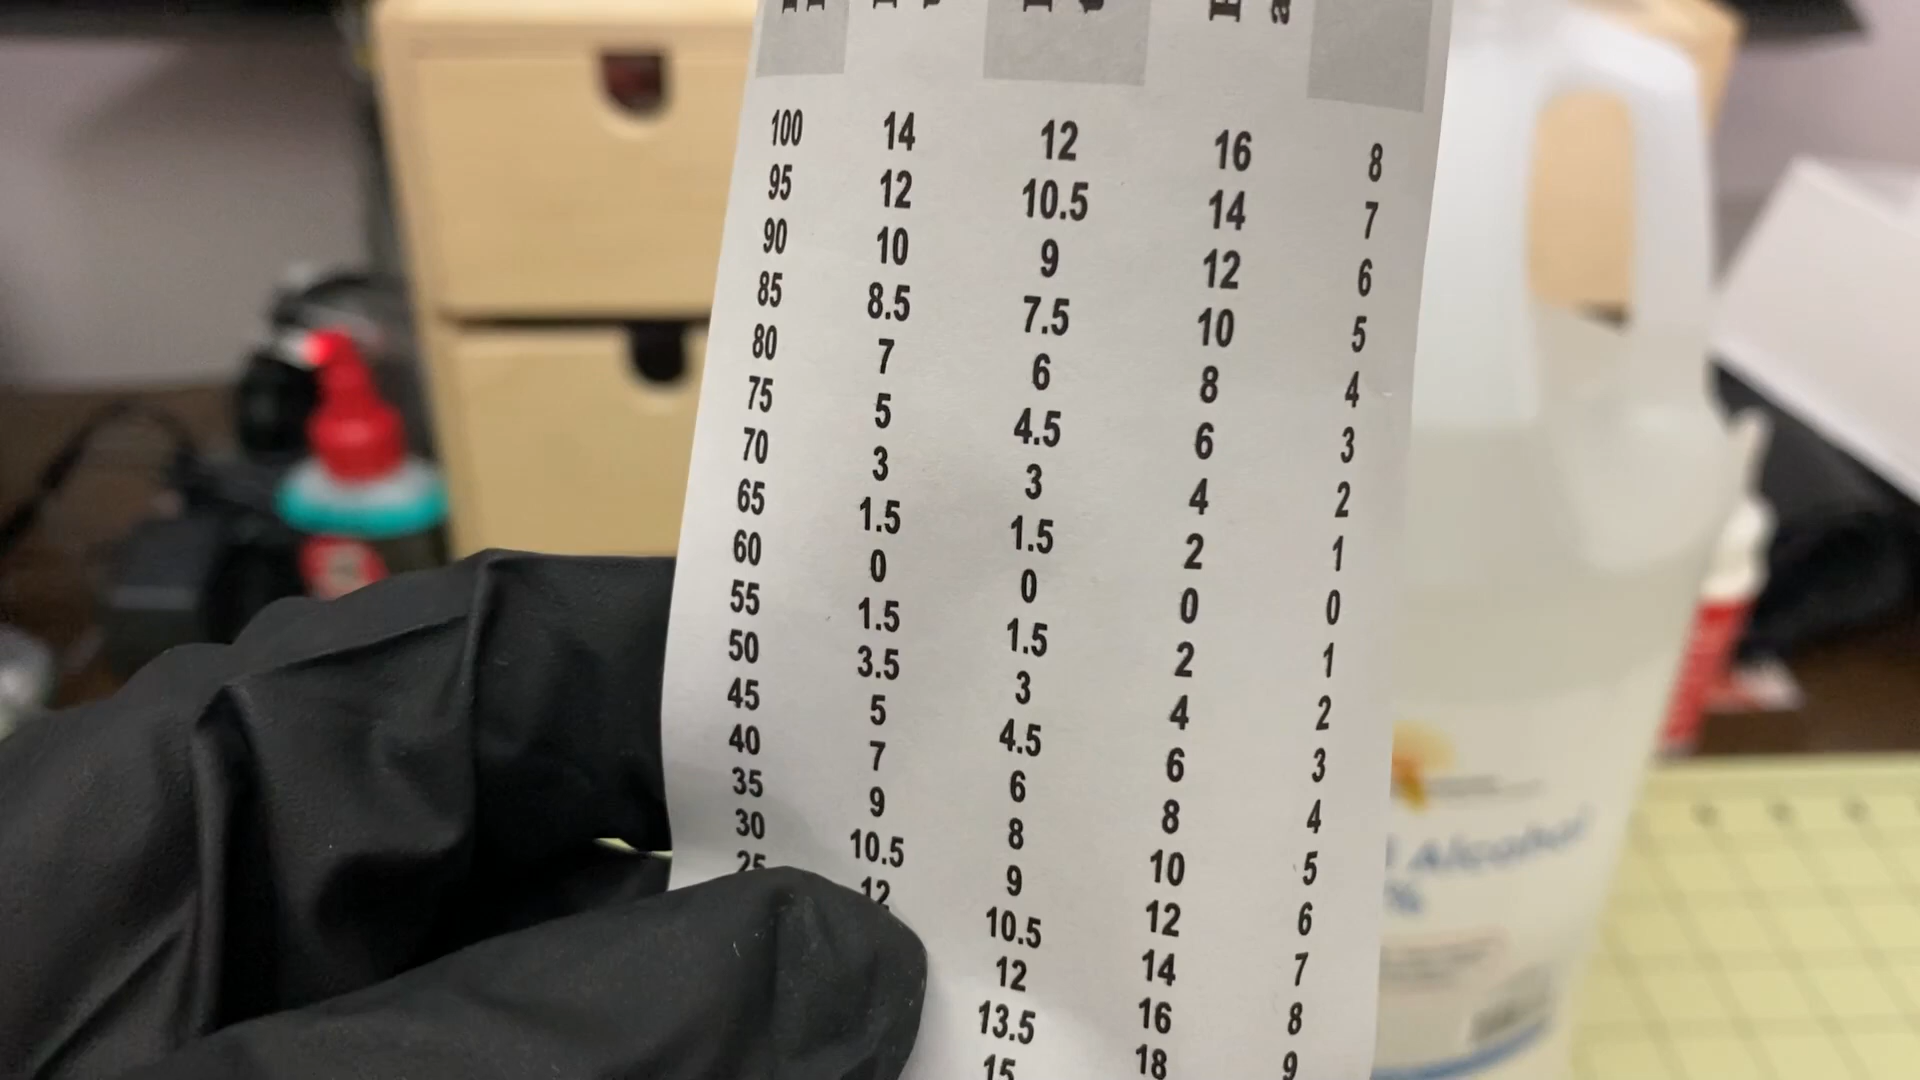 100 14 12 16 8
95 12 10.5 14 7
90 10 9 12 6
85 8.5 7.5 10 5
80 7 6 8 4
75 5 4.5 6 3
70 3 3 4 2
65 1.5 1.5 2 1
60 0 0 0 0
55 1.5 1.5 2 1
50 3.5 3 4 2
45 5 4.5 6 3
40 7 6 8 4
35 9 8 10 5
30 10.5 9 12 6
25 12 10.5 14 7
12 16 8
13.5 18 9
15
Alcohol
%